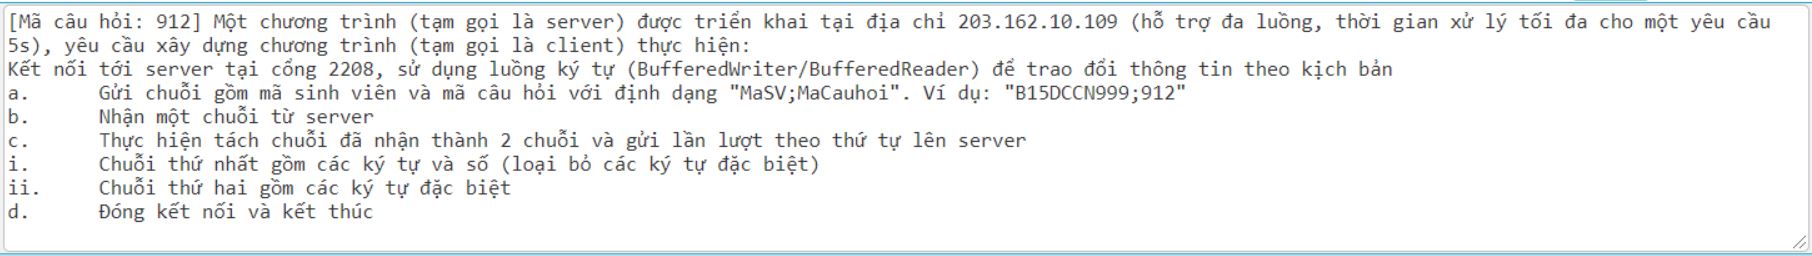 [Mã câu hỏi: 912] Một chương trình (tạm gọi là server) được triển khai tại địa chỉ 203.162.10.109 (hỗ trợ đa luồng, thời gian xử lý tối đa cho một yêu cầu
5s), yêu cầu xây dựng chương trình (tạm gọi là client) thực hiện:
Kết nối tới server tại cổng 2208, sử dụng luồng ký tự (BufferedWriter/BufferedReader) để trao đổi thông tin theo kịch bản
a. Gửi chuỗi gồm mã sinh viên và mã câu hỏi với định dạng "MaSV;MaCauhoi". Ví dụ: "B15DCCN999;912"
b. Nhận một chuỗi từ server
c. Thực hiện tách chuỗi đã nhận thành 2 chuỗi và gửi lần lượt theo thứ tự lên server
i. Chuỗi thứ nhất gồm các ký tự và số (loại bỏ các ký tự đặc biệt)
ii. Chuỗi thứ hai gồm các ký tự đặc biệt
d. Đóng kết nối và kết thúc